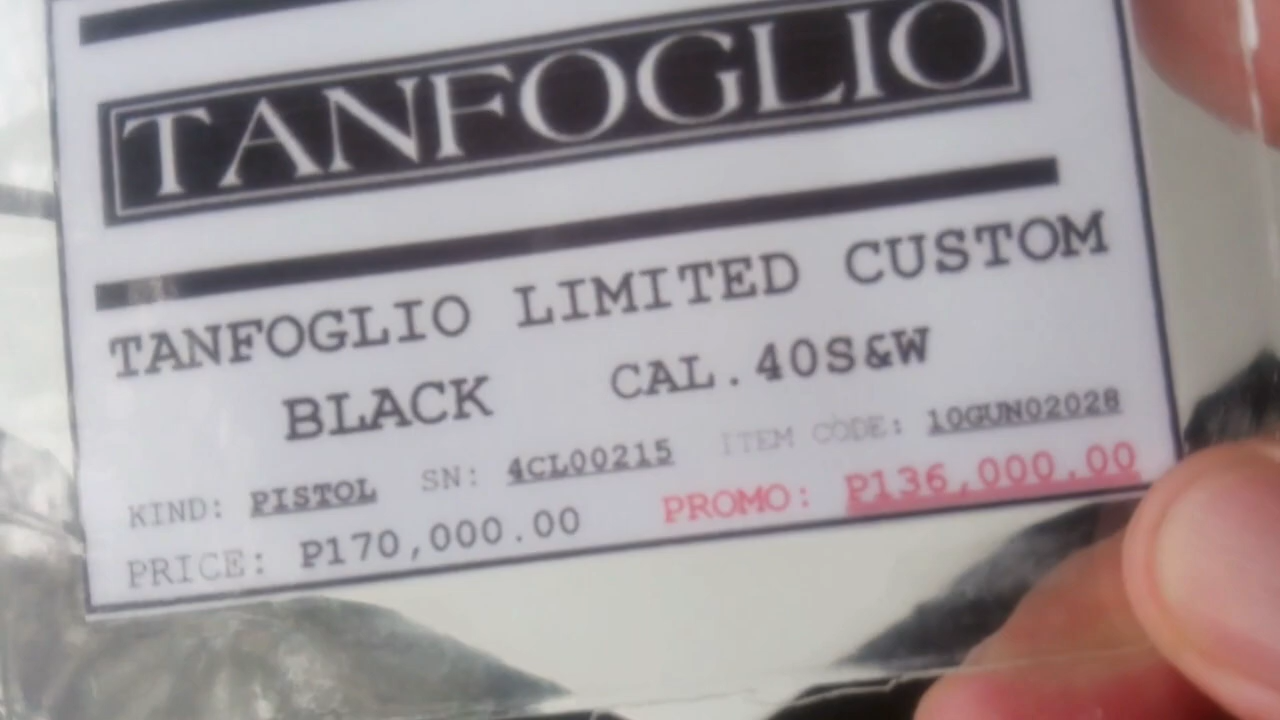 TANFOGLIO
TANFOGLIO LIMITED CUSTOM
BLACK CAL.40S&W
KIND: PISTOL SN: 4CL00215 ITEM CODE: 10GUN02028
PRICE: P170,000.00 PROMO: P136,000.00